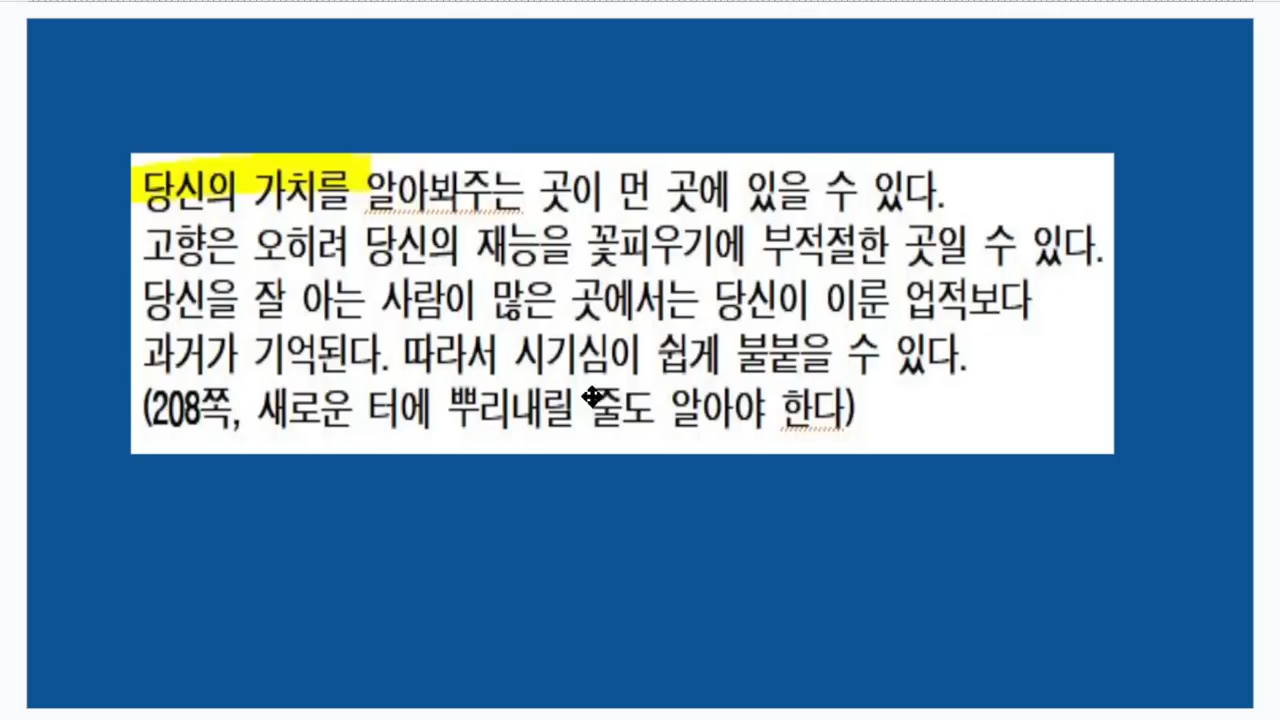 당신의 가치를 알아봐주는 곳이 먼 곳에 있을 수 있다.
고향은 오히려 당신의 재능을 꽃피우기에 부적절한 곳일 수 있다.
당신을 잘 아는 사람이 많은 곳에서는 당신이 이룬 업적보다
과거가 기억된다. 따라서 시기심이 쉽게 불붙을 수 있다.
(208쪽, 새로운 터에 뿌리내릴 줄도 알아야 한다)